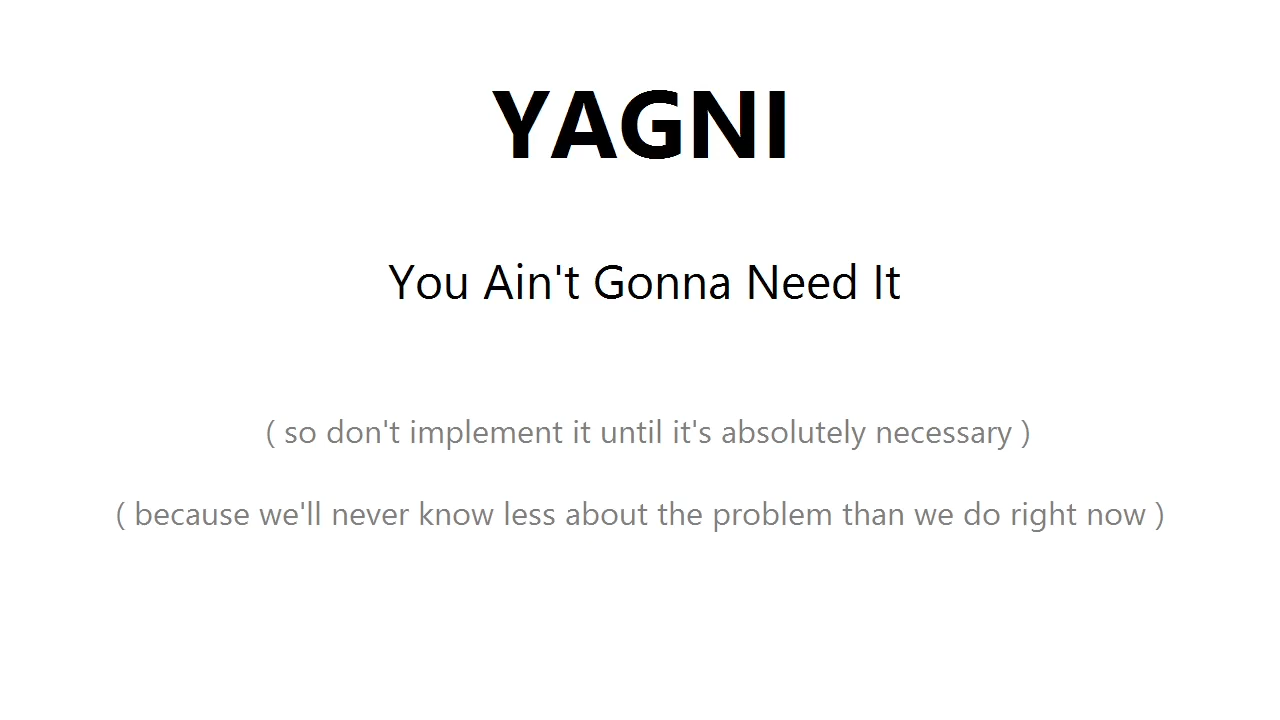 YAGNI
You Ain't Gonna Need It
( so don't implement it until it's absolutely necessary )
( because we'll never know less about the problem than we do right now )